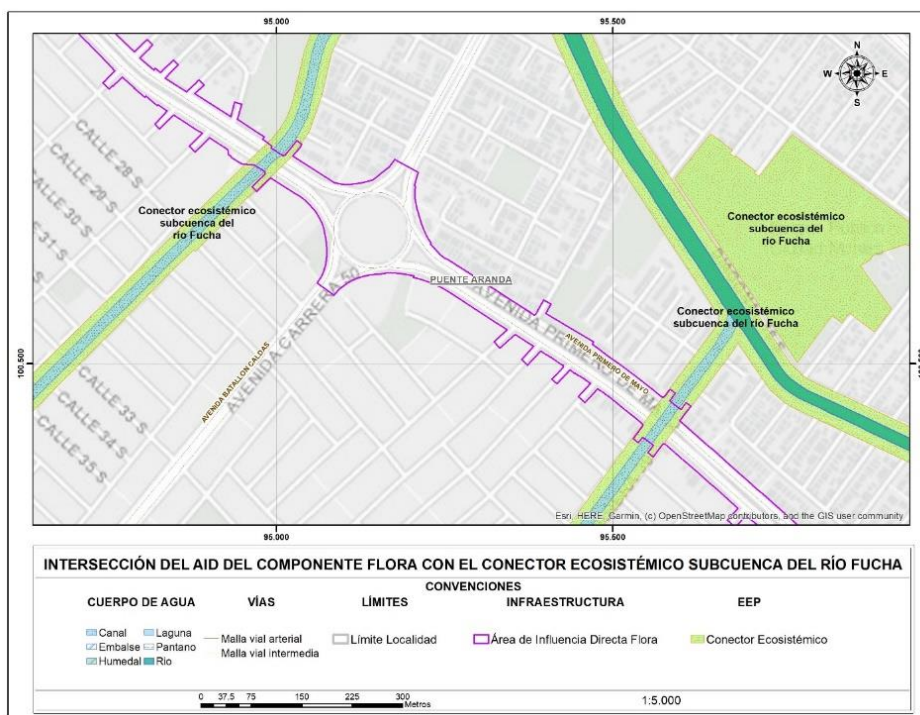 95.000
95.500
N
W E
S
CALLE 28 S
CALLE 29 S
CALLE 30 S
CALLE 31 S
Conector ecosistémico
subcuenca del
río Fucha
Conector ecosistémico
subcuenca del
río Fucha
PUENTE ARANDA
AVENIDA CARRERA 50
AVENIDA PRIMERO DE MA
Conector ecosistémico
subcuenca del río Fucha
AVENIDA PRIMERO DE MAYO
AVENIDA BATALLON CALDAS
100.500
CALLE 33 S
CALLE 34 S
CALLE 35 S
Esri, HERE, Garmin, (c) OpenStreetMap contributors, and the GIS user community
95.000
95.500
INTERSECCIÓN DEL AID DEL COMPONENTE FLORA CON EL CONECTOR ECOSISTÉMICO SUBCUENCA DEL RÍO FUCHA
CONVENCIONES
CUERPO DE AGUA VÍAS LÍMITES INFRAESTRUCTURA EEP
Canal Laguna Malla vial arterial Límite Localidad Área de Influencia Directa Flora Conector Ecosistémico
Embalse Pantano Malla vial intermedia
Humedal Rio
0 37,5 75 150 225 300
Metros
1:5.000